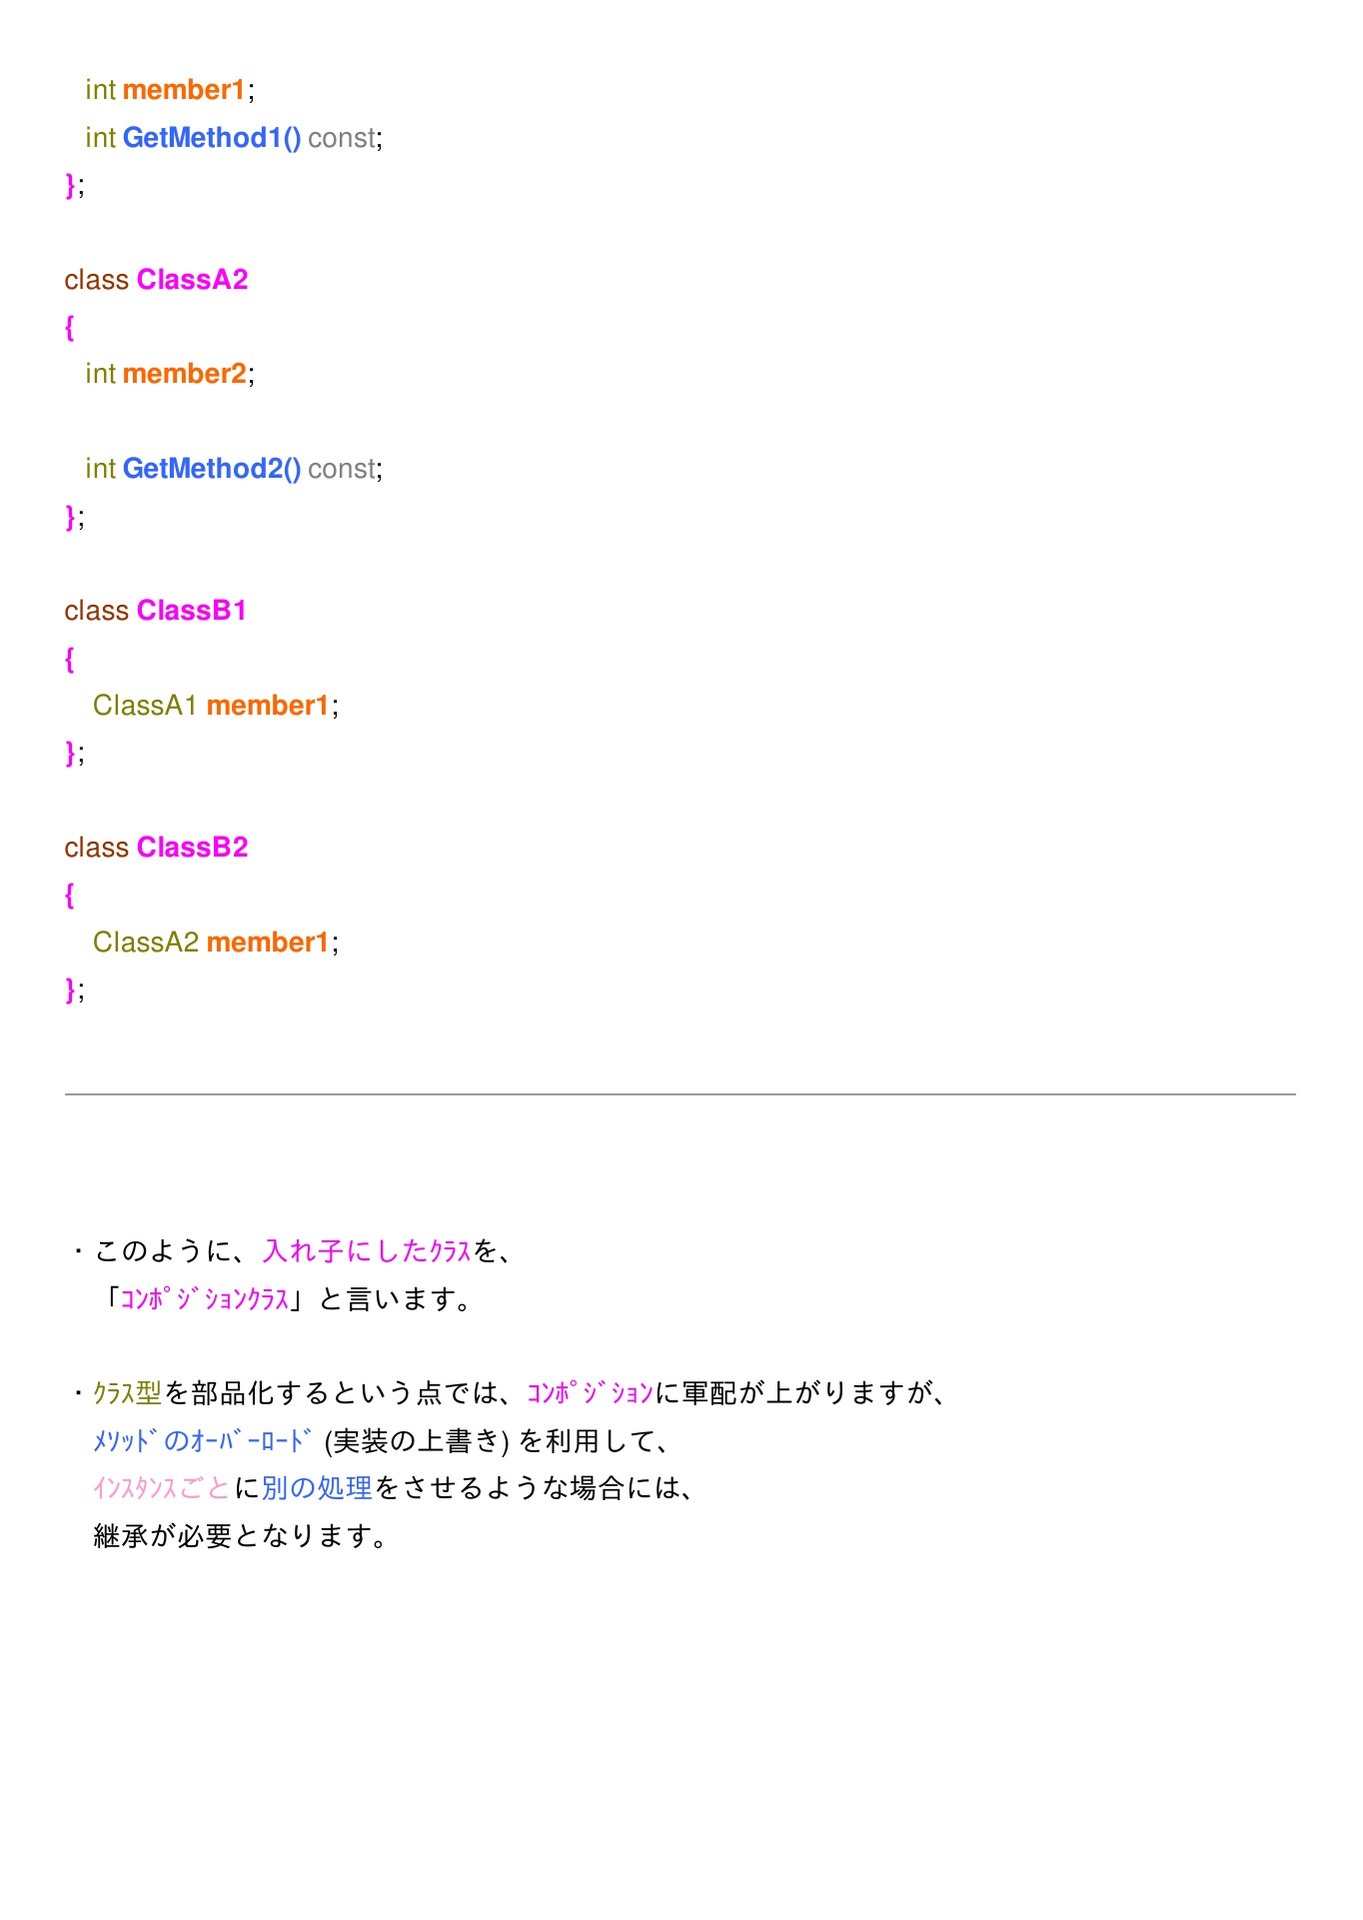 int member1;
int GetMethod1() const;
};
class ClassA2
{
int member2;
int GetMethod2() const;
};
class ClassB1
{
ClassA1 member1;
};
class ClassB2
{
ClassA2 member1;
};
・このように、入れ子にしたｸﾗｽを、
「ｺﾝﾎﾟｼﾞｼｮﾝｸﾗｽ」と言います。
・ｸﾗｽ型を部品化するという点では、ｺﾝﾎﾟｼﾞｼｮﾝに軍配が上がりますが、
ﾒｿｯﾄﾞのｵｰﾊﾞｰﾛｰﾄﾞ (実装の上書き) を利用して、
ｲﾝｽﾀﾝｽごとに別の処理をさせるような場合には、
継承が必要となります。